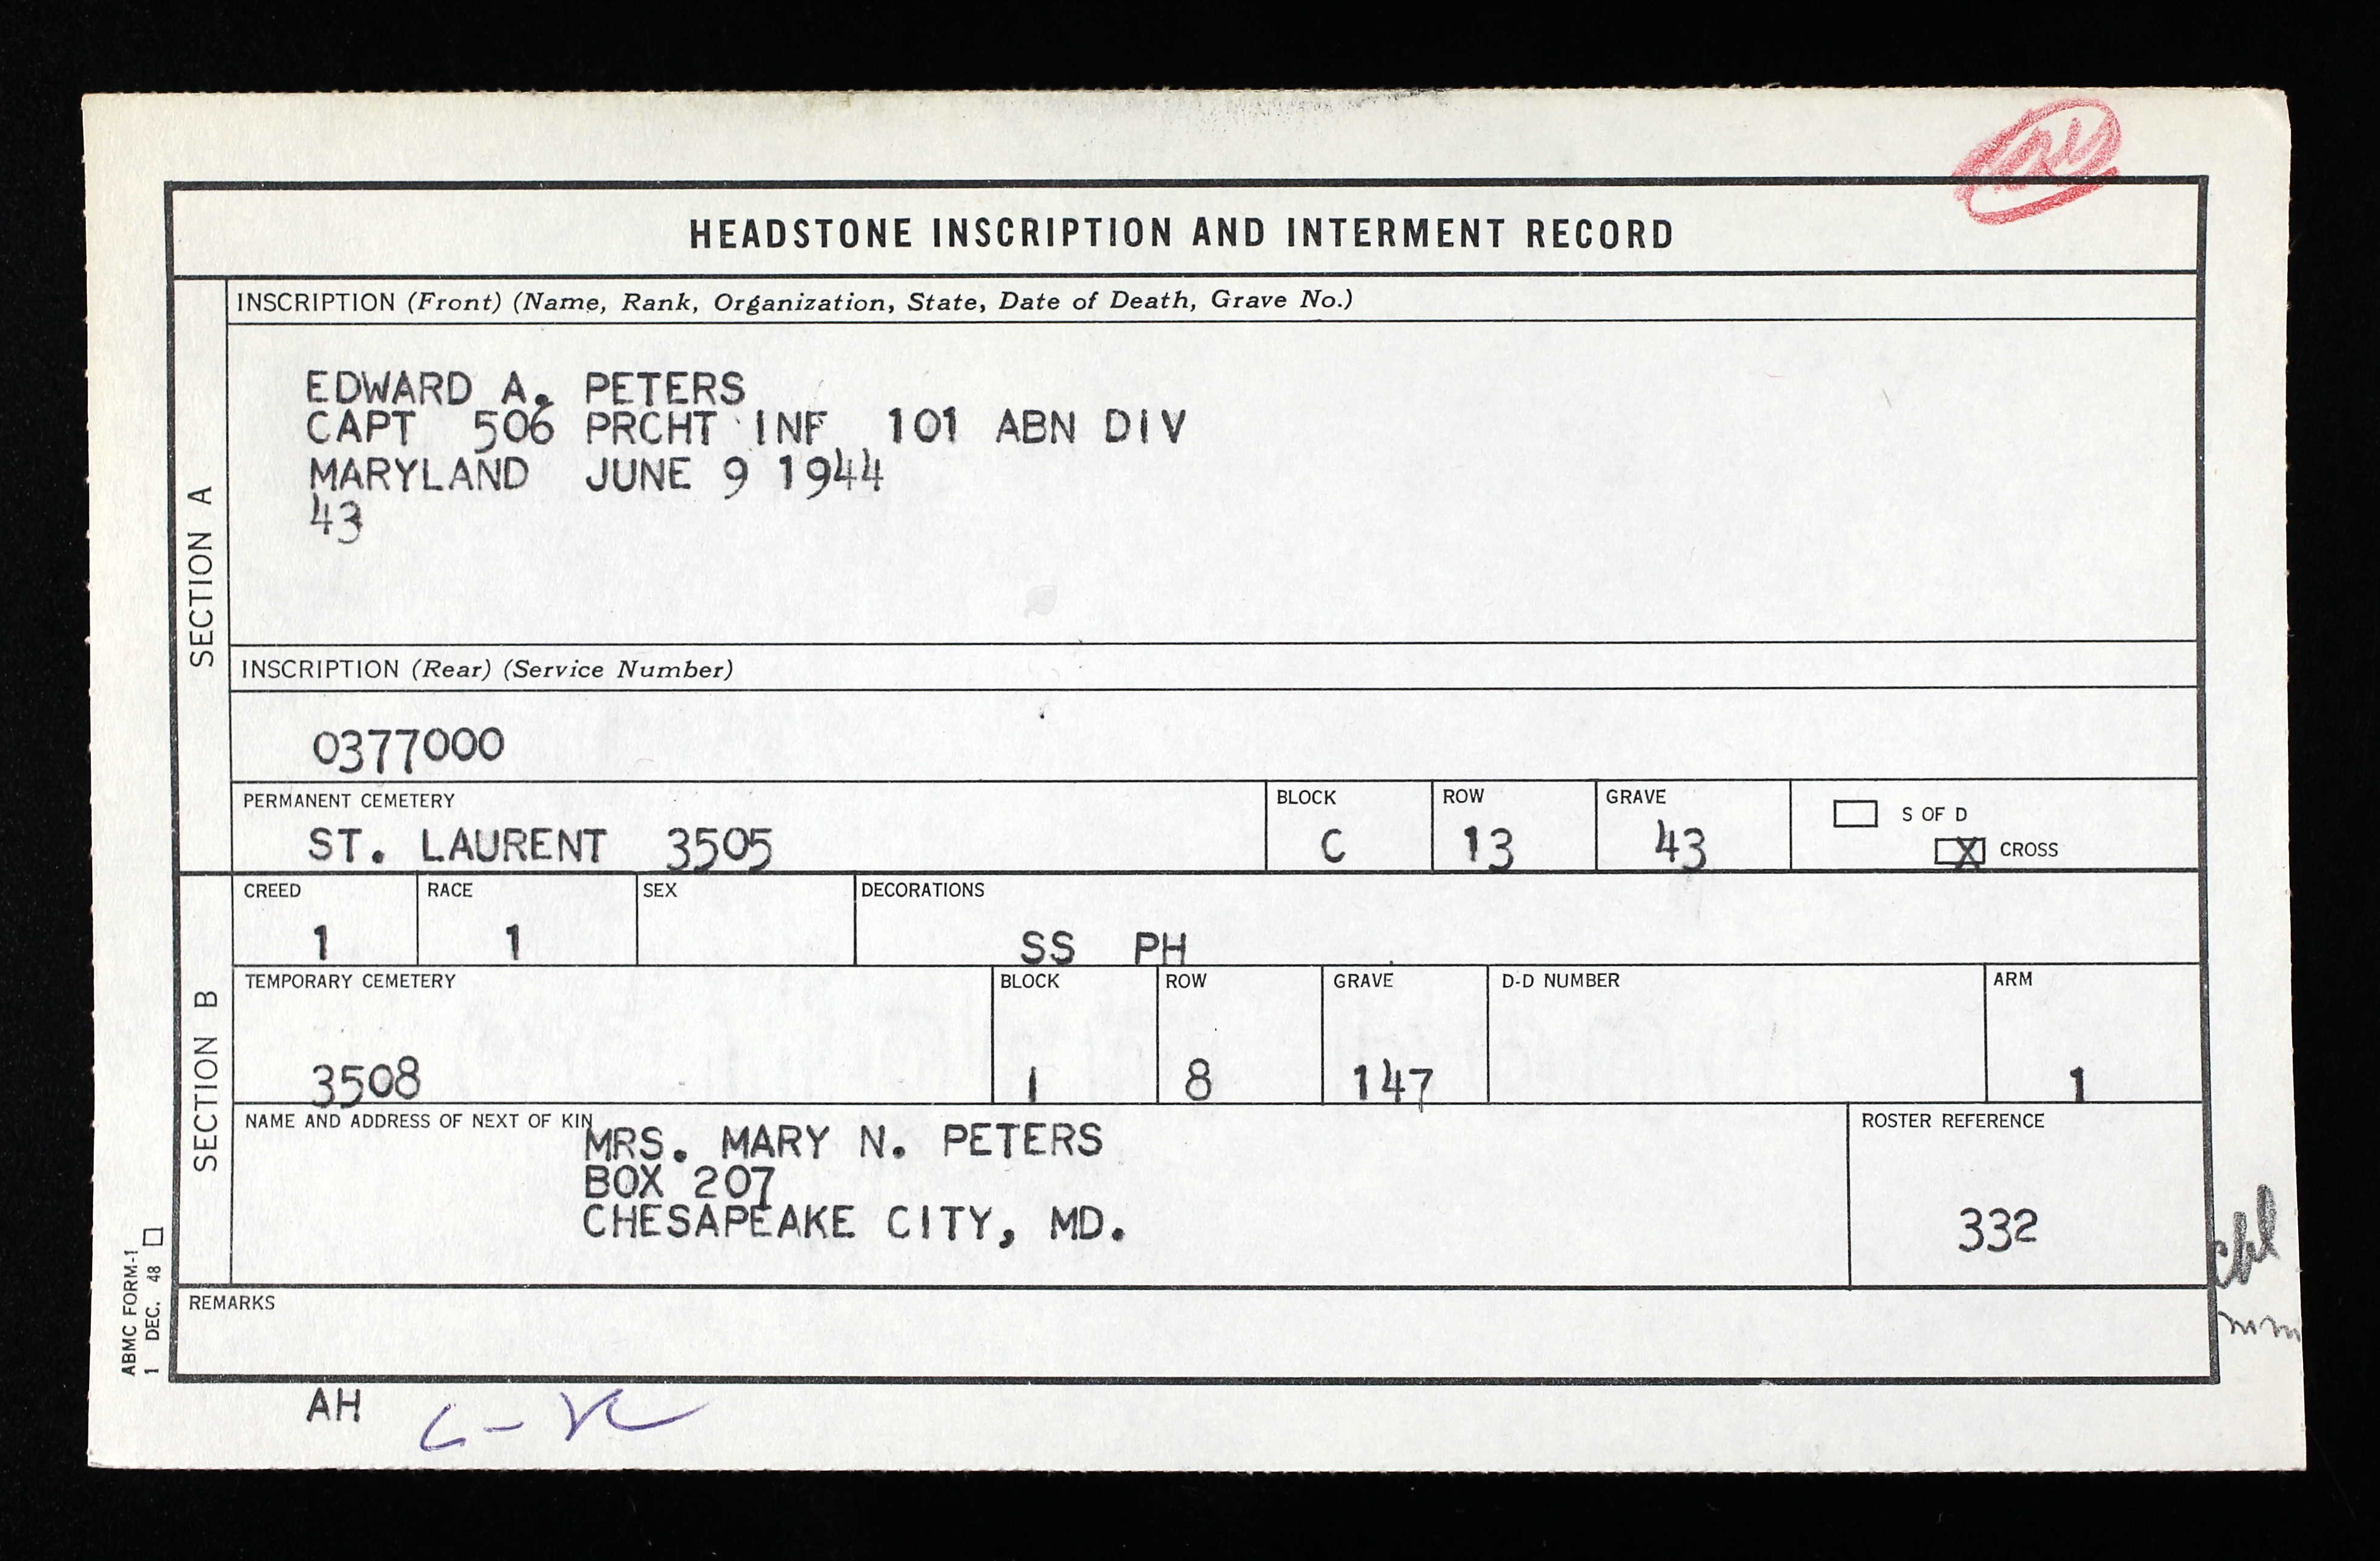 HEADSTONE INSCRIPTION AND INTERMENT RECORD
SECTION A
INSCRIPTION (Front) (Name, Rank, Organization, State, Date of Death, Grave No.)
EDWARD A. PETERS
CAPT 506 PRCHT INF 101 ABN DIV
MARYLAND JUNE 9 1944
43
INSCRIPTION (Rear) (Service Number)
0377000
PERMANENT CEMETERY
ST. LAURENT 3505
BLOCK
C
ROW
13
GRAVE
43
S OF D
X CROSS
SECTION B
CREED
1
RACE
1
SEX
DECORATIONS
SS PH
TEMPORARY CEMETERY
3508
BLOCK
1
ROW
8
GRAVE
147
D-D NUMBER
ARM
1
NAME AND ADDRESS OF NEXT OF KIN
MRS. MARY N. PETERS
BOX 207
CHESAPEAKE CITY, MD.
ROSTER REFERENCE
332
REMARKS
ABMC FORM-1
1 DEC. 48
AH